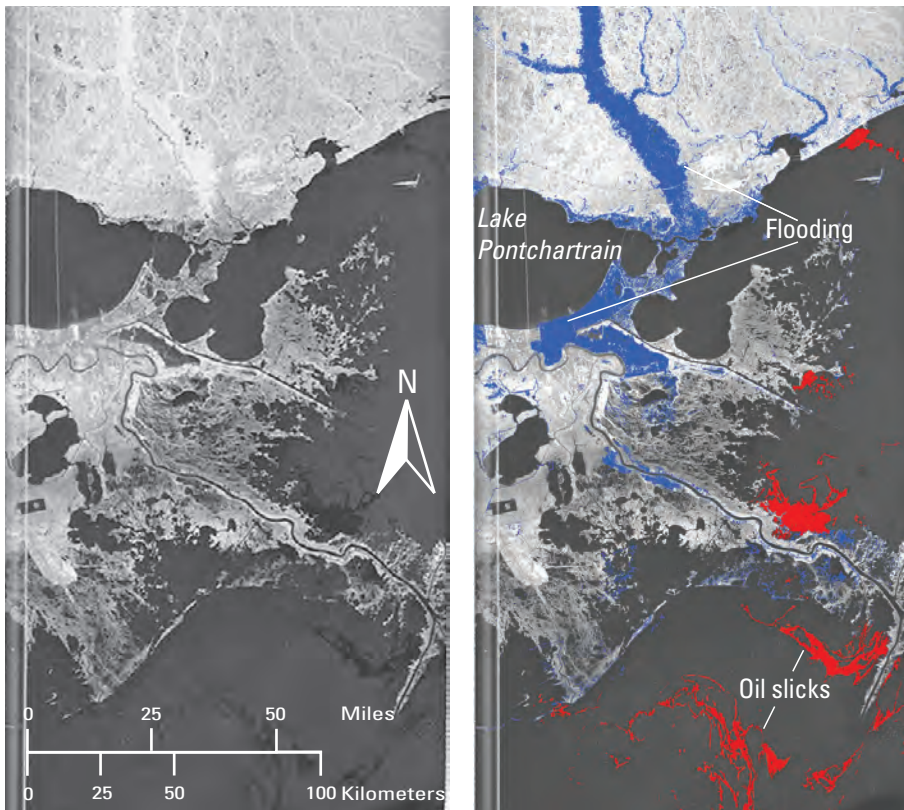 N
0 25 50 Miles
0 25 50 100 Kilometers
Lake
Pontchartrain
Flooding
Oil slicks